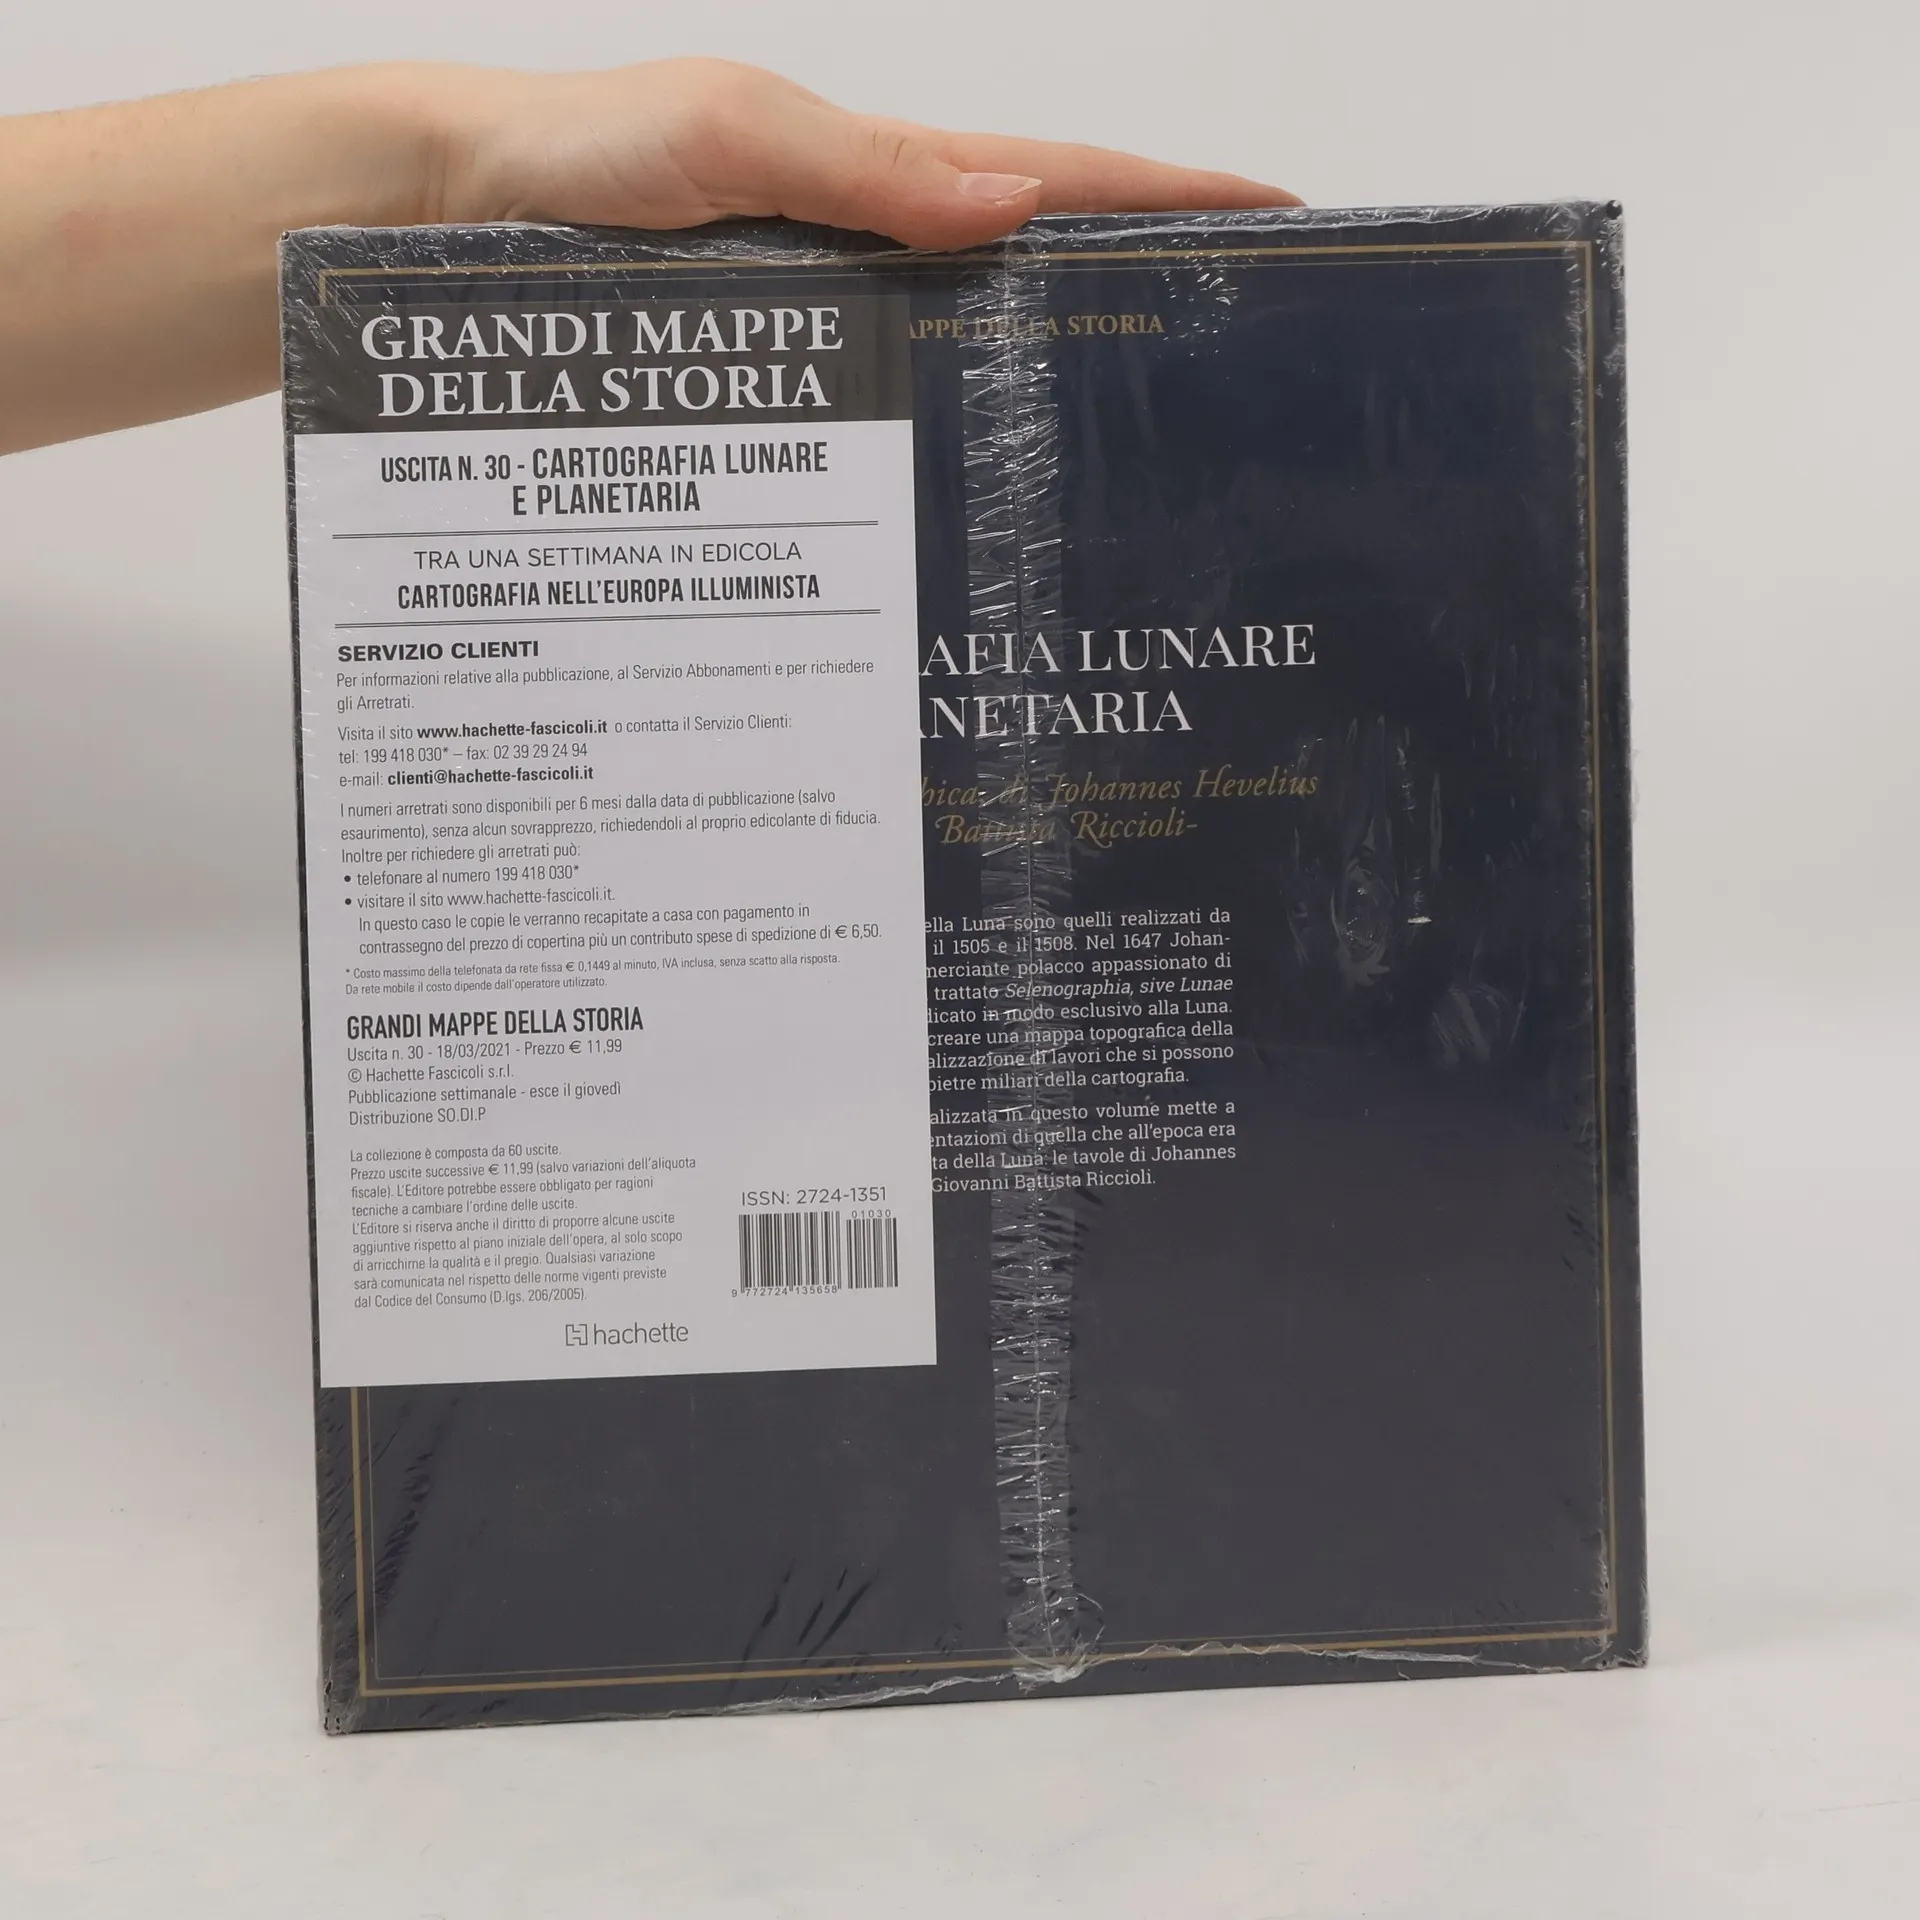 GRANDI MAPPE
DELLA STORIA
USCITA N. 30 - CARTOGRAFIA LUNARE
E PLANETARIA
TRA UNA SETTIMANA IN EDICOLA
CARTOGRAFIA NELL'EUROPA ILLUMINISTA
SERVIZIO CLIENTI
Per informazioni relative alla pubblicazione, al Servizio Abbonamenti e per richiedere
gli Arretrati.
Visita il sito www.hachette-fascicoli.it o contatta il Servizio Clienti:
tel: 199 418 030* – fax: 02 39 29 24 94
e-mail: clienti@hachette-fascicoli.it
I numeri arretrati sono disponibili per 6 mesi dalla data di pubblicazione (salvo
esaurimento), senza alcun sovrapprezzo, richiedendoli al proprio edicolante di fiducia.
Inoltre per richiedere gli arretrati può:
• telefonare al numero 199 418 030*
• visitare il sito www.hachette-fascicoli.it.
In questo caso le copie le verranno recapitate a casa con pagamento in
contrassegno del prezzo di copertina più un contributo spese di spedizione di € 6,50.
* Costo massimo della telefonata da rete fissa € 0,1449 al minuto, IVA inclusa, senza scatto alla risposta.
Da rete mobile il costo dipende dall'operatore utilizzato.
GRANDI MAPPE DELLA STORIA
Uscita n. 30 - 18/03/2021 - Prezzo € 11,99
© Hachette Fascicoli s.r.l.
Pubblicazione settimanale - esce il giovedì
Distribuzione SO.DI.P
La collezione è composta da 60 uscite.
Prezzo uscite successive € 11,99 (salvo variazioni dell'aliquota
fiscale). L'Editore potrebbe essere obbligato per ragioni
tecniche a cambiare l'ordine delle uscite.
L'Editore si riserva anche il diritto di proporre alcune uscite
aggiuntive rispetto al piano iniziale dell'opera, al solo scopo
di arricchirne la qualità e il pregio. Qualsiasi variazione
sarà comunicata nel rispetto delle norme vigenti previste
dal Codice del Consumo (D.lgs. 206/2005).
ISSN: 2724-1351
01030
9 772724 135658
hachette
APPE DELLA STORIA
AFIA LUNARE
NETARIA
hica di Johannes Hevelius
Battista Riccioli-
ella Luna sono quelli realizzati da
il 1505 e il 1508. Nel 1647 Johan-
merciante polacco appassionato di
trattato Selenographia, sive Lunae
licato in modo esclusivo alla Luna.
creare una mappa topografica della
alizzazione di lavori che si possono
pietre miliari della cartografia.
alizzata in questo volume mette a
entazioni di quella che all'epoca era
ta della Luna: le tavole di Johannes
Giovanni Battista Riccioli.